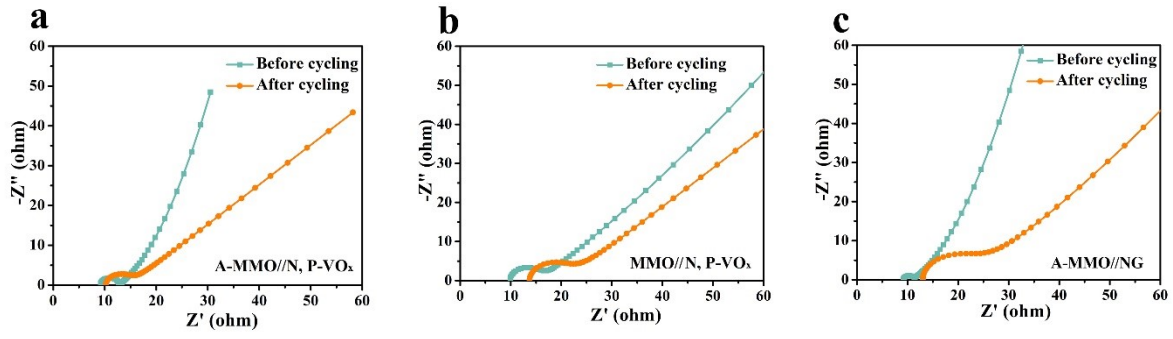 a
60
50
40
30
20
10
0
-Z" (ohm)
Before cycling
After cycling
A-MMO//N, P-VOₓ
0 10 20 30 40 50 60
Z' (ohm)
b
60
50
40
30
20
10
0
-Z" (ohm)
Before cycling
After cycling
MMO//N, P-VOₓ
0 10 20 30 40 50 60
Z' (ohm)
c
60
50
40
30
20
10
0
-Z" (ohm)
Before cycling
After cycling
A-MMO//NG
0 10 20 30 40 50 60
Z' (ohm)